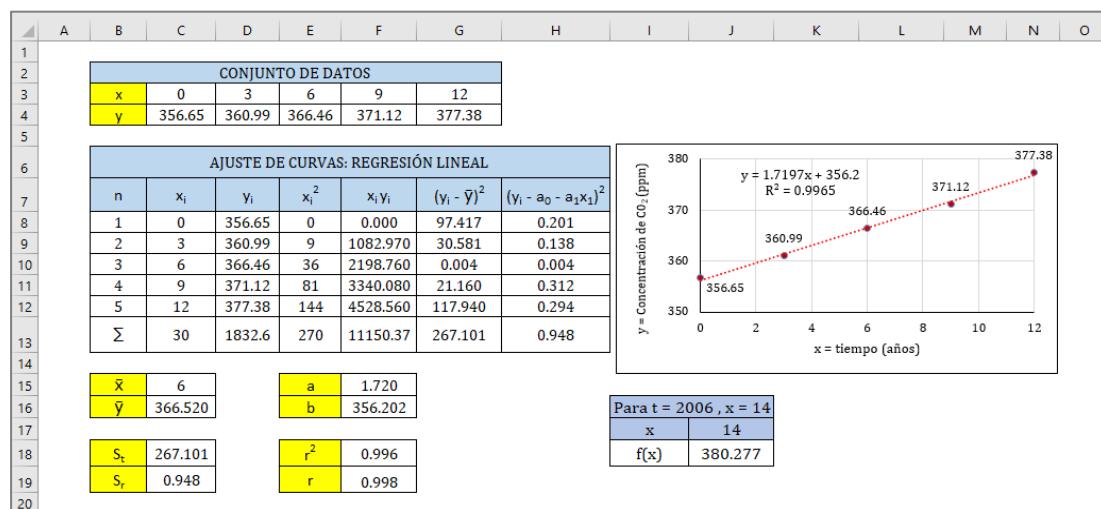 A B C D E F G H I J K L M N O
1
2 CONJUNTO DE DATOS
3 x 0 3 6 9 12
4 y 356.65 360.99 366.46 371.12 377.38
5
6 AJUSTE DE CURVAS: REGRESIÓN LINEAL
7 n xᵢ yᵢ xᵢ² xᵢyᵢ (yᵢ - ȳ)² (yᵢ - a₀ - a₁x₁)²
8 1 0 356.65 0 0.000 97.417 0.201
9 2 3 360.99 9 1082.970 30.581 0.138
10 3 6 366.46 36 2198.760 0.004 0.004
11 4 9 371.12 81 3340.080 21.160 0.312
12 5 12 377.38 144 4528.560 117.940 0.294
13 Σ 30 1832.6 270 11150.37 267.101 0.948
14
15 x̄ 6 a 1.720
16 ȳ 366.520 b 356.202
17
18 Sₜ 267.101 r² 0.996
19 Sᵣ 0.948 r 0.998
20
y = Concentración de CO₂ (ppm)
380
370
360
350
y = 1.7197x + 356.2
R² = 0.9965
356.65
360.99
366.46
371.12
377.38
0 2 4 6 8 10 12
x = tiempo (años)
Para t = 2006 , x = 14
x 14
f(x) 380.277